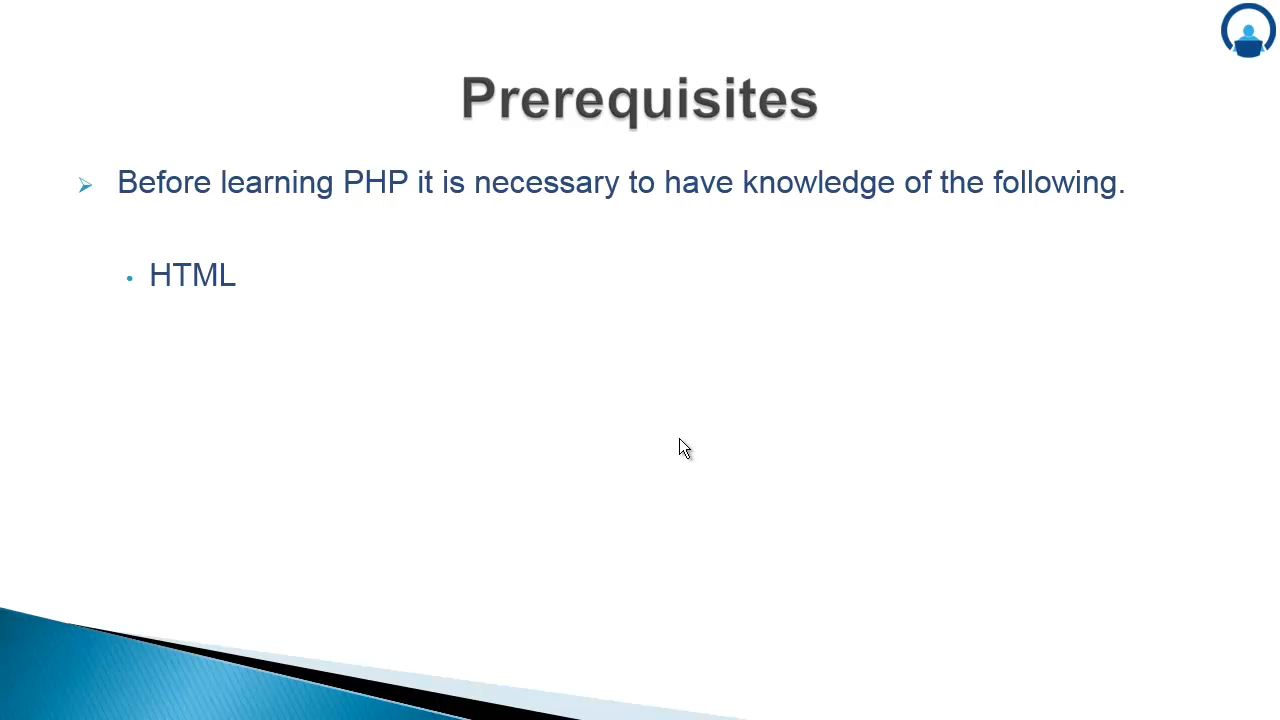 Prerequisites
Before learning PHP it is necessary to have knowledge of the following.
HTML